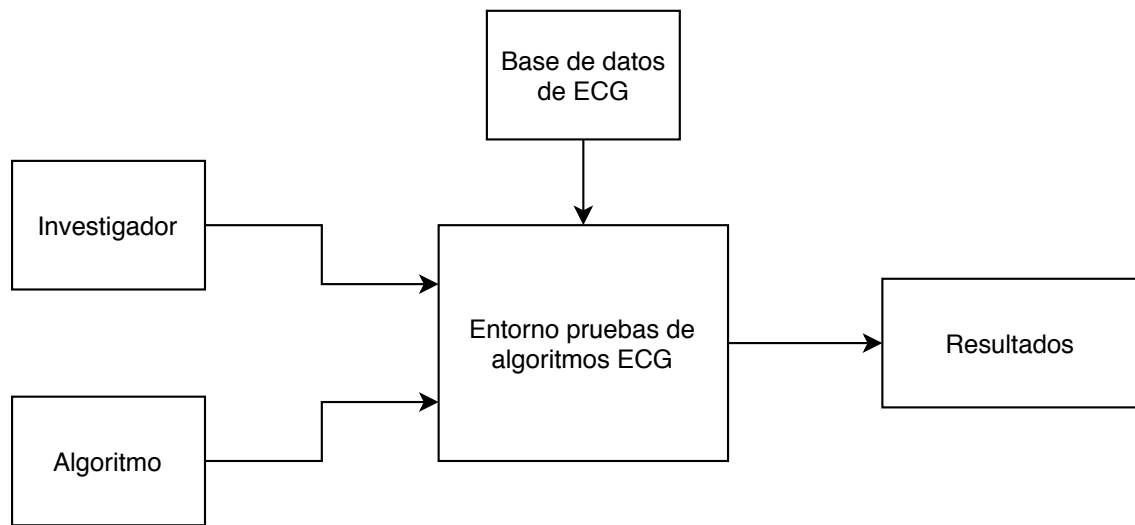 Base de datos
de ECG
Investigador
Entorno pruebas de
algoritmos ECG
Resultados
Algoritmo